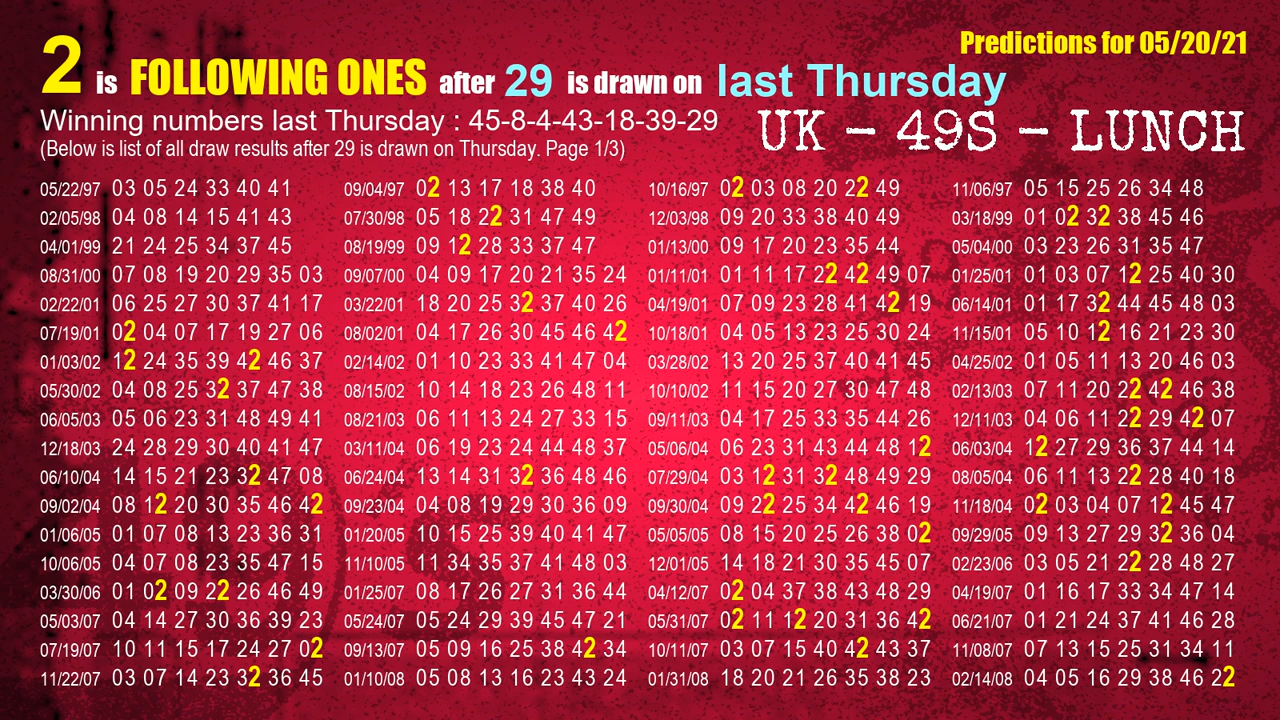 Predictions for 05/20/21
2 is FOLLOWING ONES after 29 is drawn on last Thursday
Winning numbers last Thursday : 45-8-4-43-18-39-29
UK - 49S - LUNCH
(Below is list of all draw results after 29 is drawn on Thursday. Page 1/3)
05/22/97 03 05 24 33 40 41 09/04/97 02 13 17 18 38 40 10/16/97 02 03 08 20 22 49 11/06/97 05 15 25 26 34 48
02/05/98 04 08 14 15 41 43 07/30/98 05 18 22 31 47 49 12/03/98 09 20 33 38 40 49 03/18/99 01 02 32 38 45 46
04/01/99 21 24 25 34 37 45 08/19/99 09 12 28 33 37 47 01/13/00 09 17 20 23 35 44 05/04/00 03 23 26 31 35 47
08/31/00 07 08 19 20 29 35 03 09/07/00 04 09 17 20 21 35 24 01/11/01 01 11 17 22 42 49 07 01/25/01 01 03 07 12 25 40 30
02/22/01 06 25 27 30 37 41 17 03/22/01 18 20 25 32 37 40 26 04/19/01 07 09 23 28 41 42 19 06/14/01 01 17 32 44 45 48 03
07/19/01 02 04 07 17 19 27 06 08/02/01 04 17 26 30 45 46 42 10/18/01 04 05 13 23 25 30 24 11/15/01 05 10 12 16 21 23 30
01/03/02 12 24 35 39 42 46 37 02/14/02 01 10 23 33 41 47 04 03/28/02 13 20 25 37 40 41 45 04/25/02 01 05 11 13 20 46 03
05/30/02 04 08 25 32 37 47 38 08/15/02 10 14 18 23 26 48 11 10/10/02 11 15 20 27 30 47 48 02/13/03 07 11 20 22 42 46 38
06/05/03 05 06 23 31 48 49 41 08/21/03 06 11 13 24 27 33 15 09/11/03 04 17 25 33 35 44 26 12/11/03 04 06 11 22 29 42 07
12/18/03 24 28 29 30 40 41 47 03/11/04 06 19 23 24 44 48 37 05/06/04 06 23 31 43 44 48 12 06/03/04 12 27 29 36 37 44 14
06/10/04 14 15 21 23 32 47 08 06/24/04 13 14 31 32 36 48 46 07/29/04 03 12 31 32 48 49 29 08/05/04 06 11 13 22 28 40 18
09/02/04 08 12 20 30 35 46 42 09/23/04 04 08 19 29 30 36 09 09/30/04 09 22 25 34 42 46 19 11/18/04 02 03 04 07 12 45 47
01/06/05 01 07 08 13 23 36 31 01/20/05 10 15 25 39 40 41 47 05/05/05 08 15 20 25 26 38 02 09/29/05 09 13 27 29 32 36 04
10/06/05 04 07 08 23 35 47 15 11/10/05 11 34 35 37 41 48 03 12/01/05 14 18 21 30 35 45 07 02/23/06 03 05 21 22 28 48 27
03/30/06 01 02 09 22 26 46 49 01/25/07 08 17 26 27 31 36 44 04/12/07 02 04 37 38 43 48 29 04/19/07 01 16 17 33 34 47 14
05/03/07 04 14 27 30 36 39 23 05/24/07 05 24 29 39 45 47 21 05/31/07 02 11 12 20 31 36 42 06/21/07 01 21 24 37 41 46 28
07/19/07 10 11 15 17 24 27 02 09/13/07 05 09 16 25 38 42 34 10/11/07 03 07 15 40 42 43 37 11/08/07 07 13 15 25 31 34 11
11/22/07 03 07 14 23 32 36 45 01/10/08 05 08 13 16 23 43 24 01/31/08 18 20 21 26 35 38 23 02/14/08 04 05 16 29 38 46 22